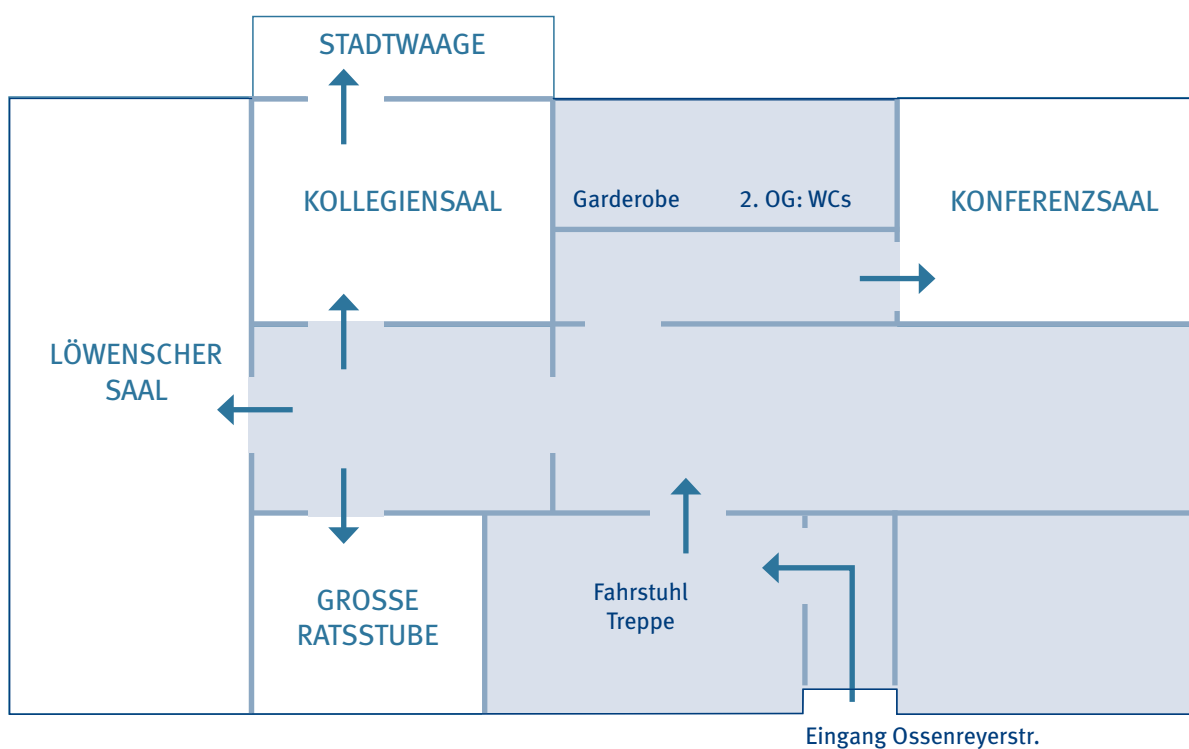 STADTWAAGE
KOLLEGIENSAAL
Garderobe
2. OG: WCs
KONFERENZSAAL
LÖWENSCHER
SAAL
GROSSE
RATSSTUBE
Fahrstuhl
Treppe
Eingang Ossenreyerstr.